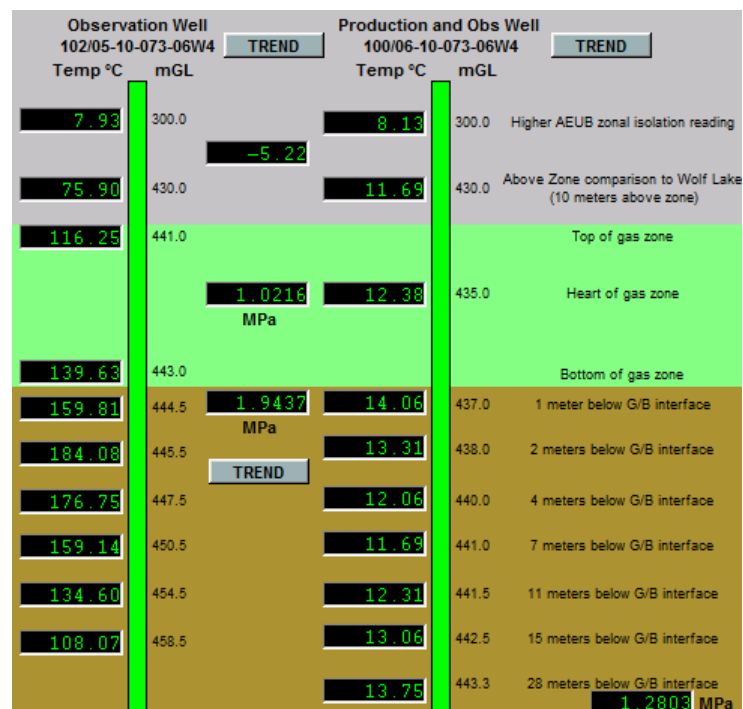 Observation Well
Production and Obs Well
102/05-10-073-06W4
TREND
100/06-10-073-06W4
TREND
Temp ºC
mGL
Temp ºC
mGL
7.93
300.0
8.13
300.0
Higher AEUB zonal isolation reading
-5.22
75.90
430.0
11.69
430.0
Above Zone comparison to Wolf Lake
(10 meters above zone)
116.25
441.0
Top of gas zone
1.0216
MPa
12.38
435.0
Heart of gas zone
139.63
443.0
Bottom of gas zone
159.81
444.5
1.9437
MPa
14.06
437.0
1 meter below G/B interface
184.08
445.5
TREND
13.31
438.0
2 meters below G/B interface
176.75
447.5
12.06
440.0
4 meters below G/B interface
159.14
450.5
11.69
441.0
7 meters below G/B interface
134.60
454.5
12.31
441.5
11 meters below G/B interface
108.07
458.5
13.06
442.5
15 meters below G/B interface
13.75
443.3
28 meters below G/B interface
1.2803 MPa